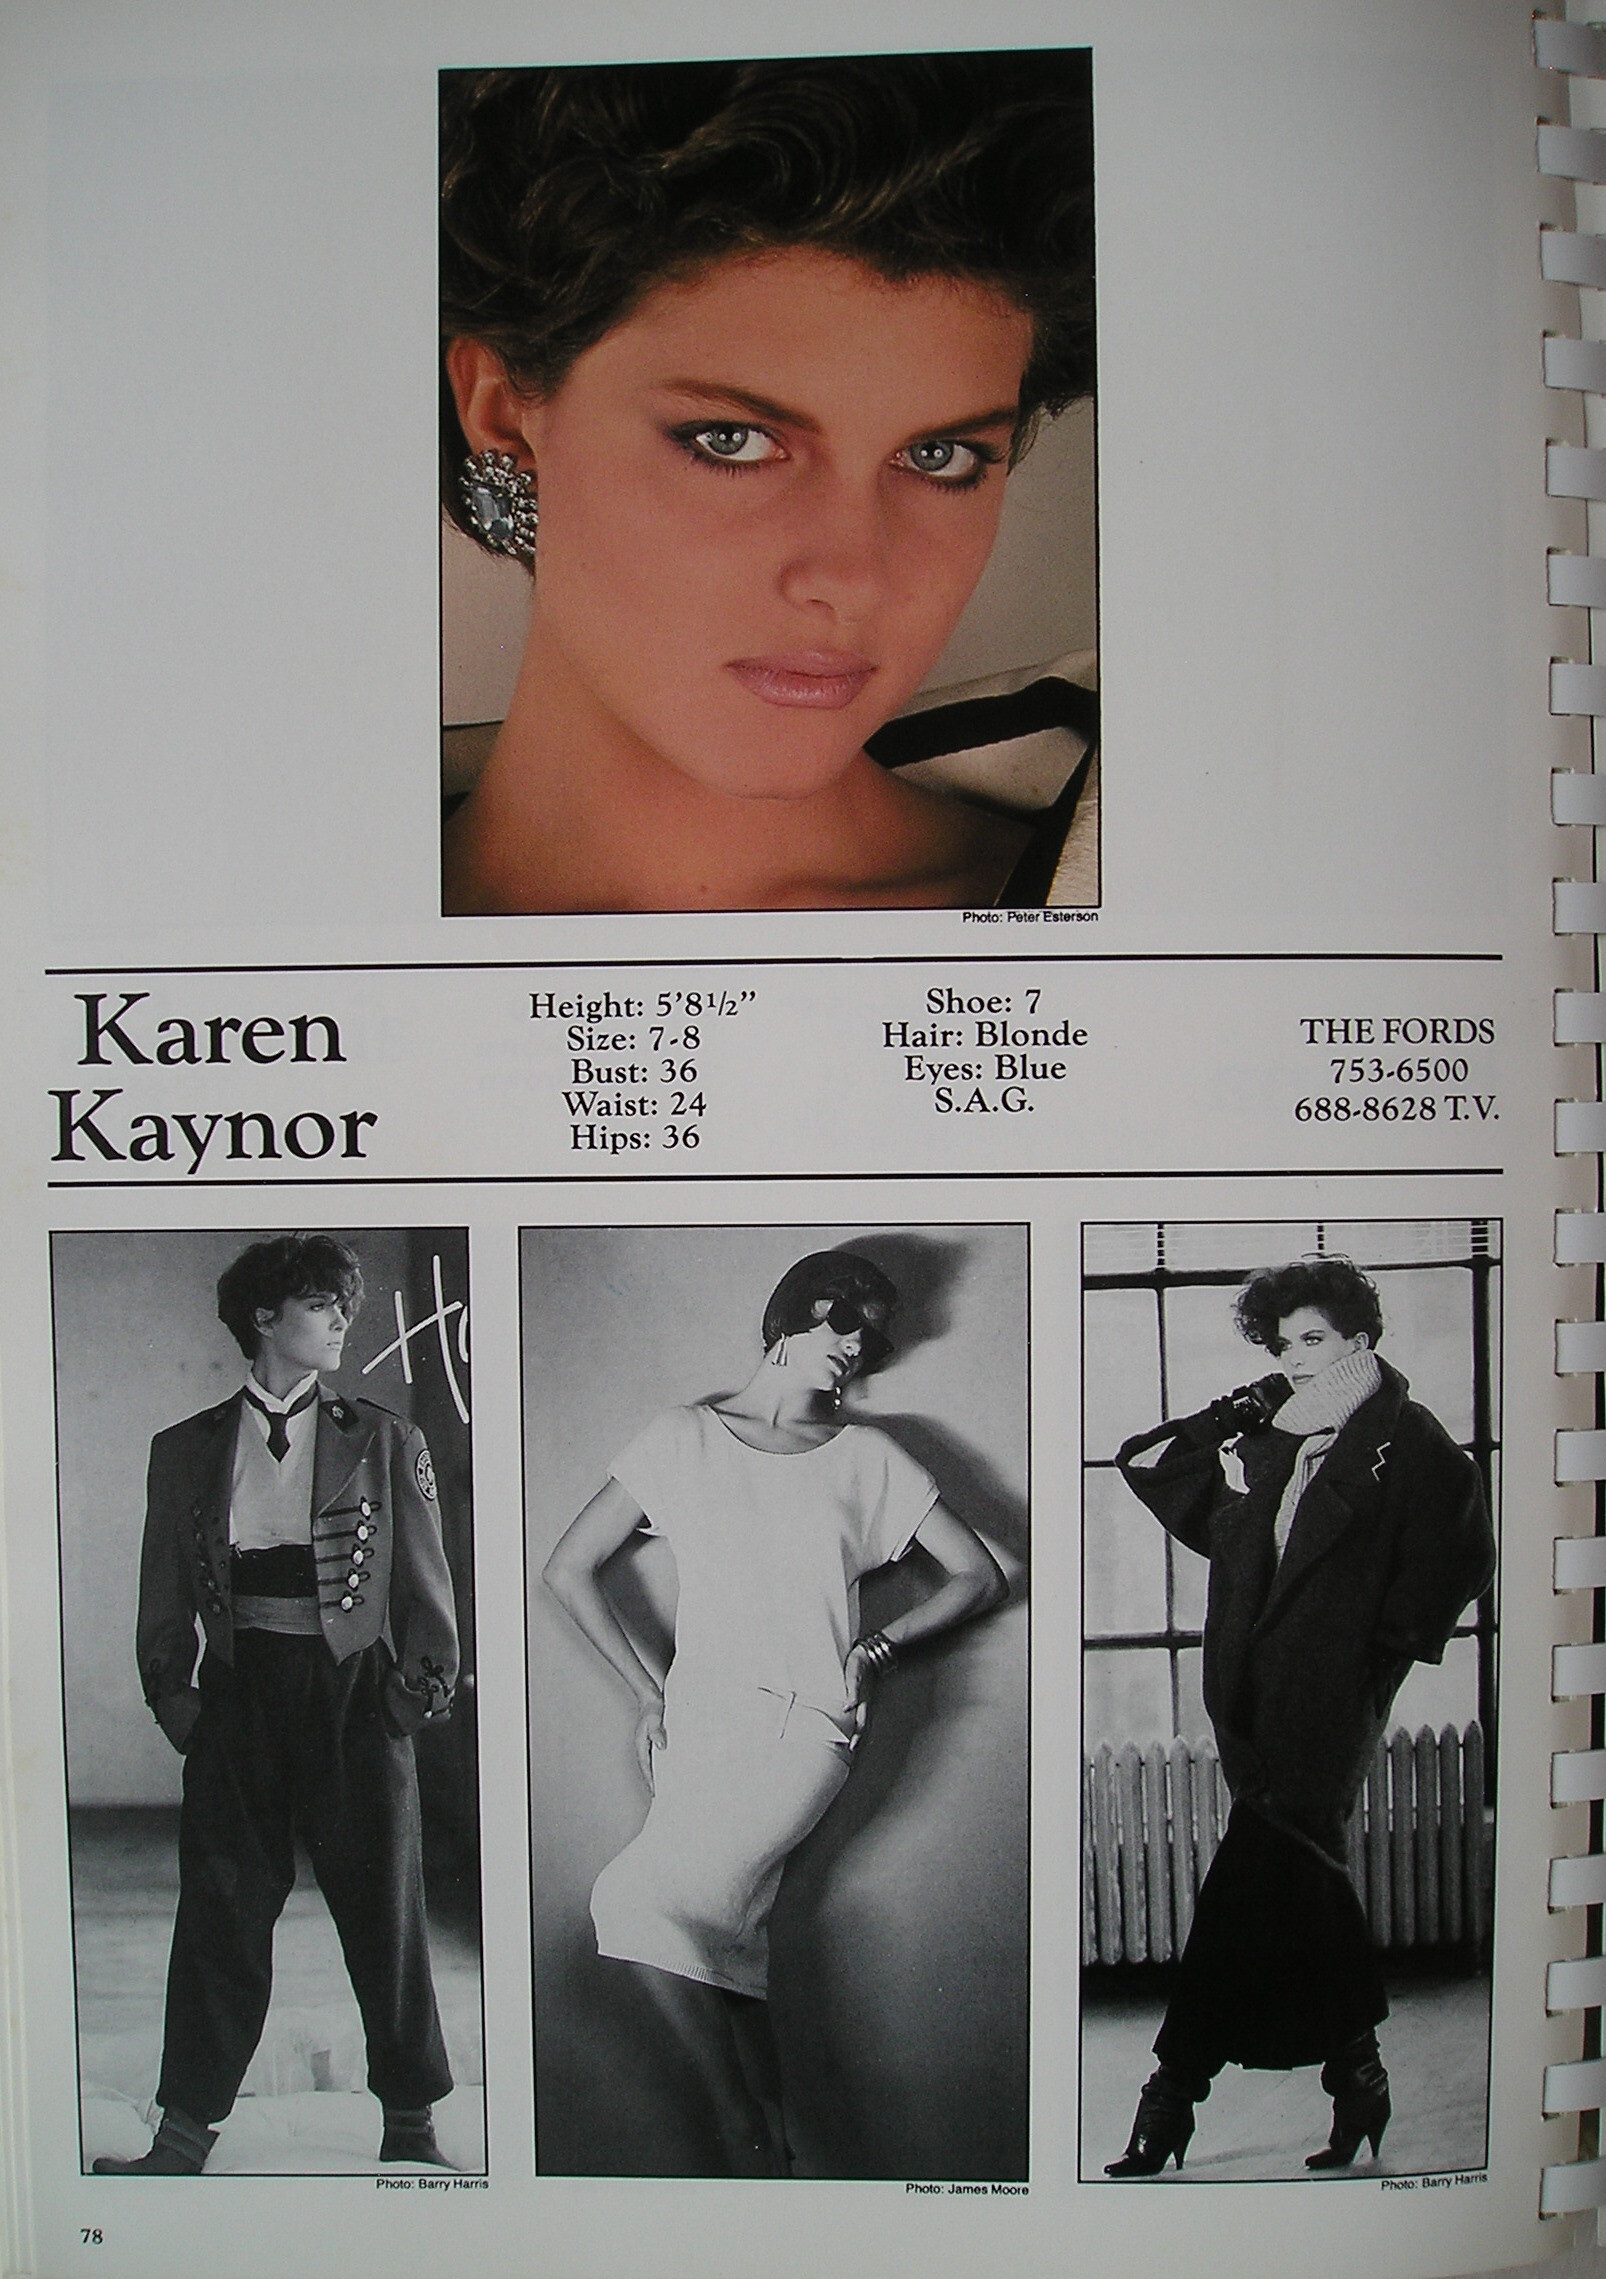 Photo: Peter Esterson
Karen
Kaynor
Height: 5'8½"
Size: 7-8
Bust: 36
Waist: 24
Hips: 36
Shoe: 7
Hair: Blonde
Eyes: Blue
S.A.G.
THE FORDS
753-6500
688-8628 T.V.
Photo: Barry Harris
Photo: James Moore
Photo: Barry Harris
78